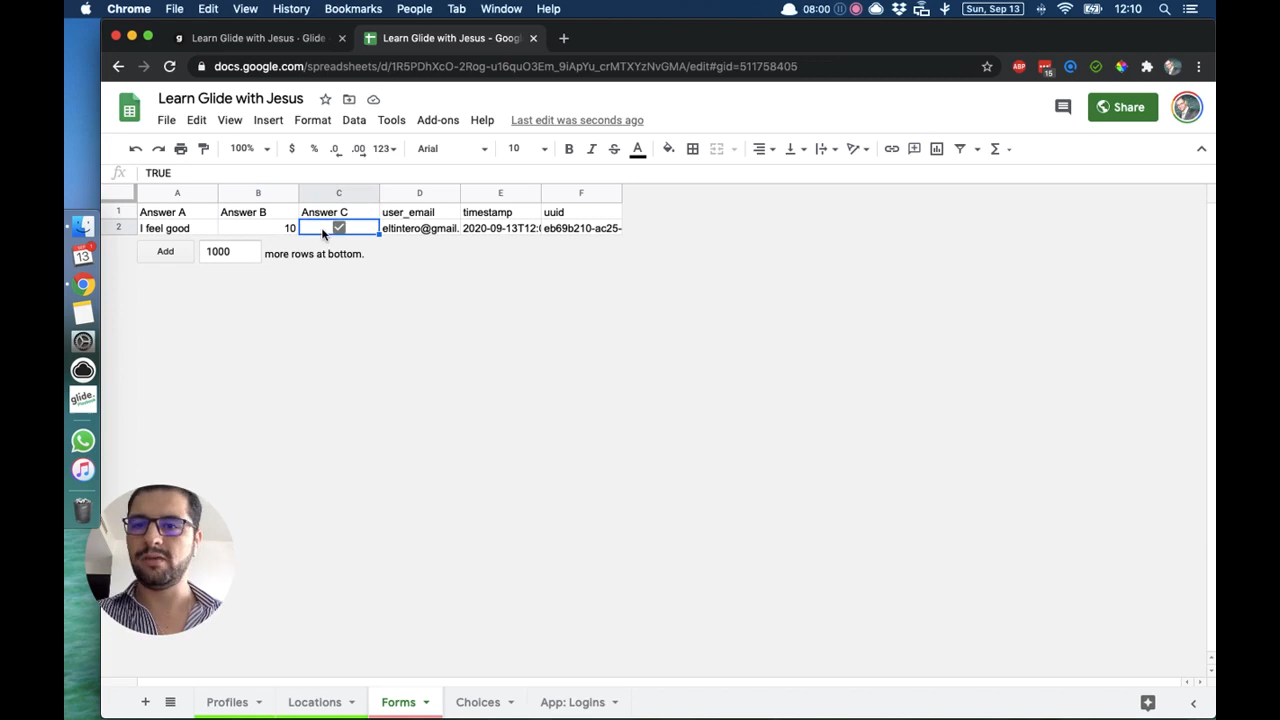 Chrome File Edit View History Bookmarks People Tab Window Help 08:00 Sun, Sep 13 12:10
g Learn Glide with Jesus · Glide × Learn Glide with Jesus - Goog × +
docs.google.com/spreadsheets/d/1R5PDhXcO-2Rog-u16quO3Em_9iApYu_crMTXYzNvGMA/edit#gid=511758405 ABP 15
Learn Glide with Jesus
File Edit View Insert Format Data Tools Add-ons Help Last edit was seconds ago
Share
100% $ % .0 .00 123 Arial 10 B I S A
fx TRUE
A B C D E F
1 Answer A Answer B Answer C user_email timestamp uuid
2 I feel good 10 eltintero@gmail. 2020-09-13T12:0 eb69b210-ac25-
Add 1000 more rows at bottom.
1
13
glide.
+ Profiles Locations Forms Choices App: Logins